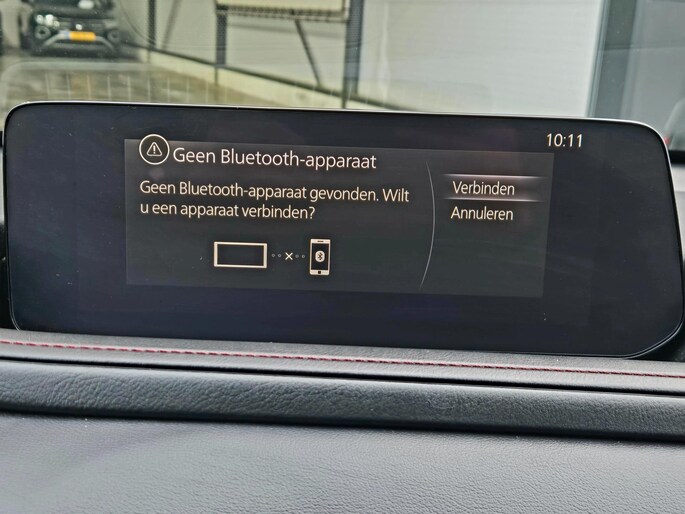 10:11
Geen Bluetooth-apparaat
Geen Bluetooth-apparaat gevonden. Wilt
u een apparaat verbinden?
Verbinden
Annuleren